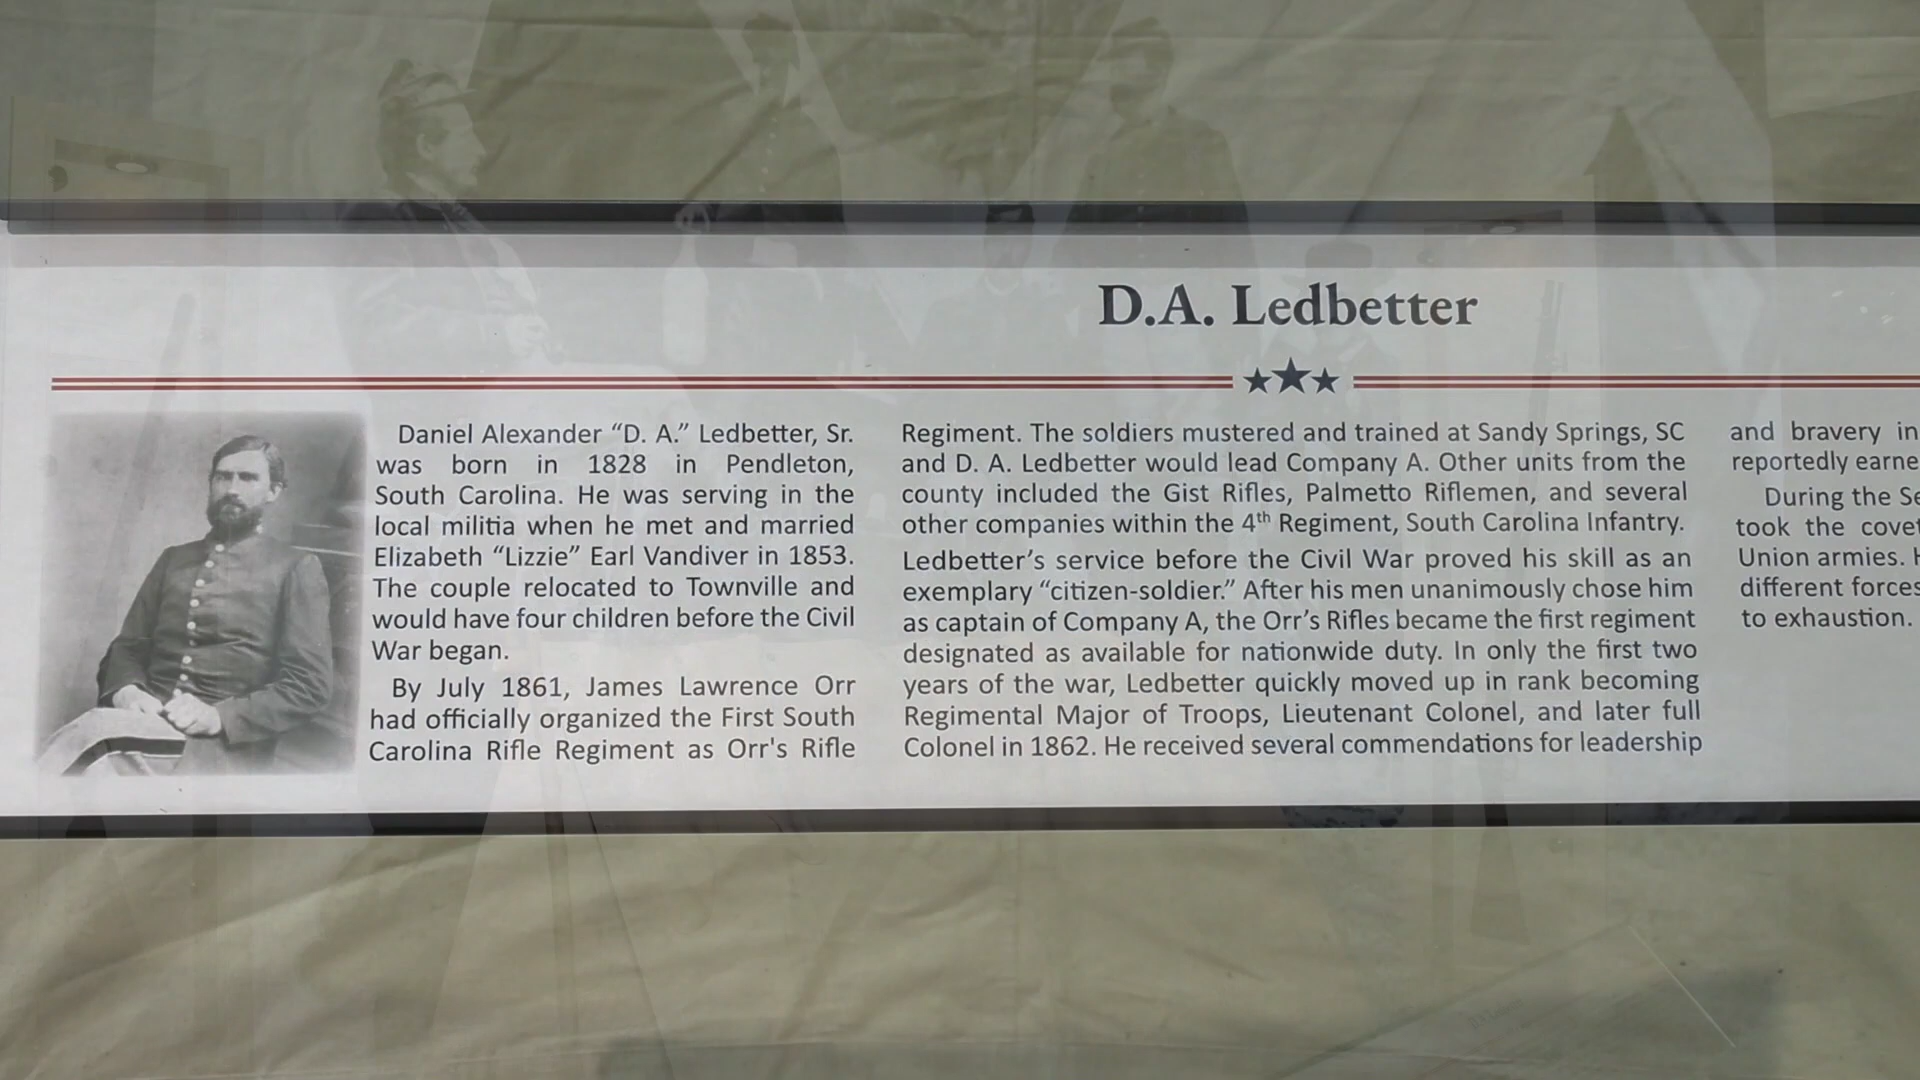 D.A. Ledbetter
Daniel Alexander “D. A.” Ledbetter, Sr.
was born in 1828 in Pendleton,
South Carolina. He was serving in the
local militia when he met and married
Elizabeth “Lizzie” Earl Vandiver in 1853.
The couple relocated to Townville and
would have four children before the Civil
War began.
By July 1861, James Lawrence Orr
had officially organized the First South
Carolina Rifle Regiment as Orr's Rifle
Regiment. The soldiers mustered and trained at Sandy Springs, SC
and D. A. Ledbetter would lead Company A. Other units from the
county included the Gist Rifles, Palmetto Riflemen, and several
other companies within the 4th Regiment, South Carolina Infantry.
Ledbetter’s service before the Civil War proved his skill as an
exemplary “citizen-soldier.” After his men unanimously chose him
as captain of Company A, the Orr’s Rifles became the first regiment
designated as available for nationwide duty. In only the first two
years of the war, Ledbetter quickly moved up in rank becoming
Regimental Major of Troops, Lieutenant Colonel, and later full
Colonel in 1862. He received several commendations for leadership
and bravery in
reportedly
During the
took the
Union armies.
different forces
to exhaustion.